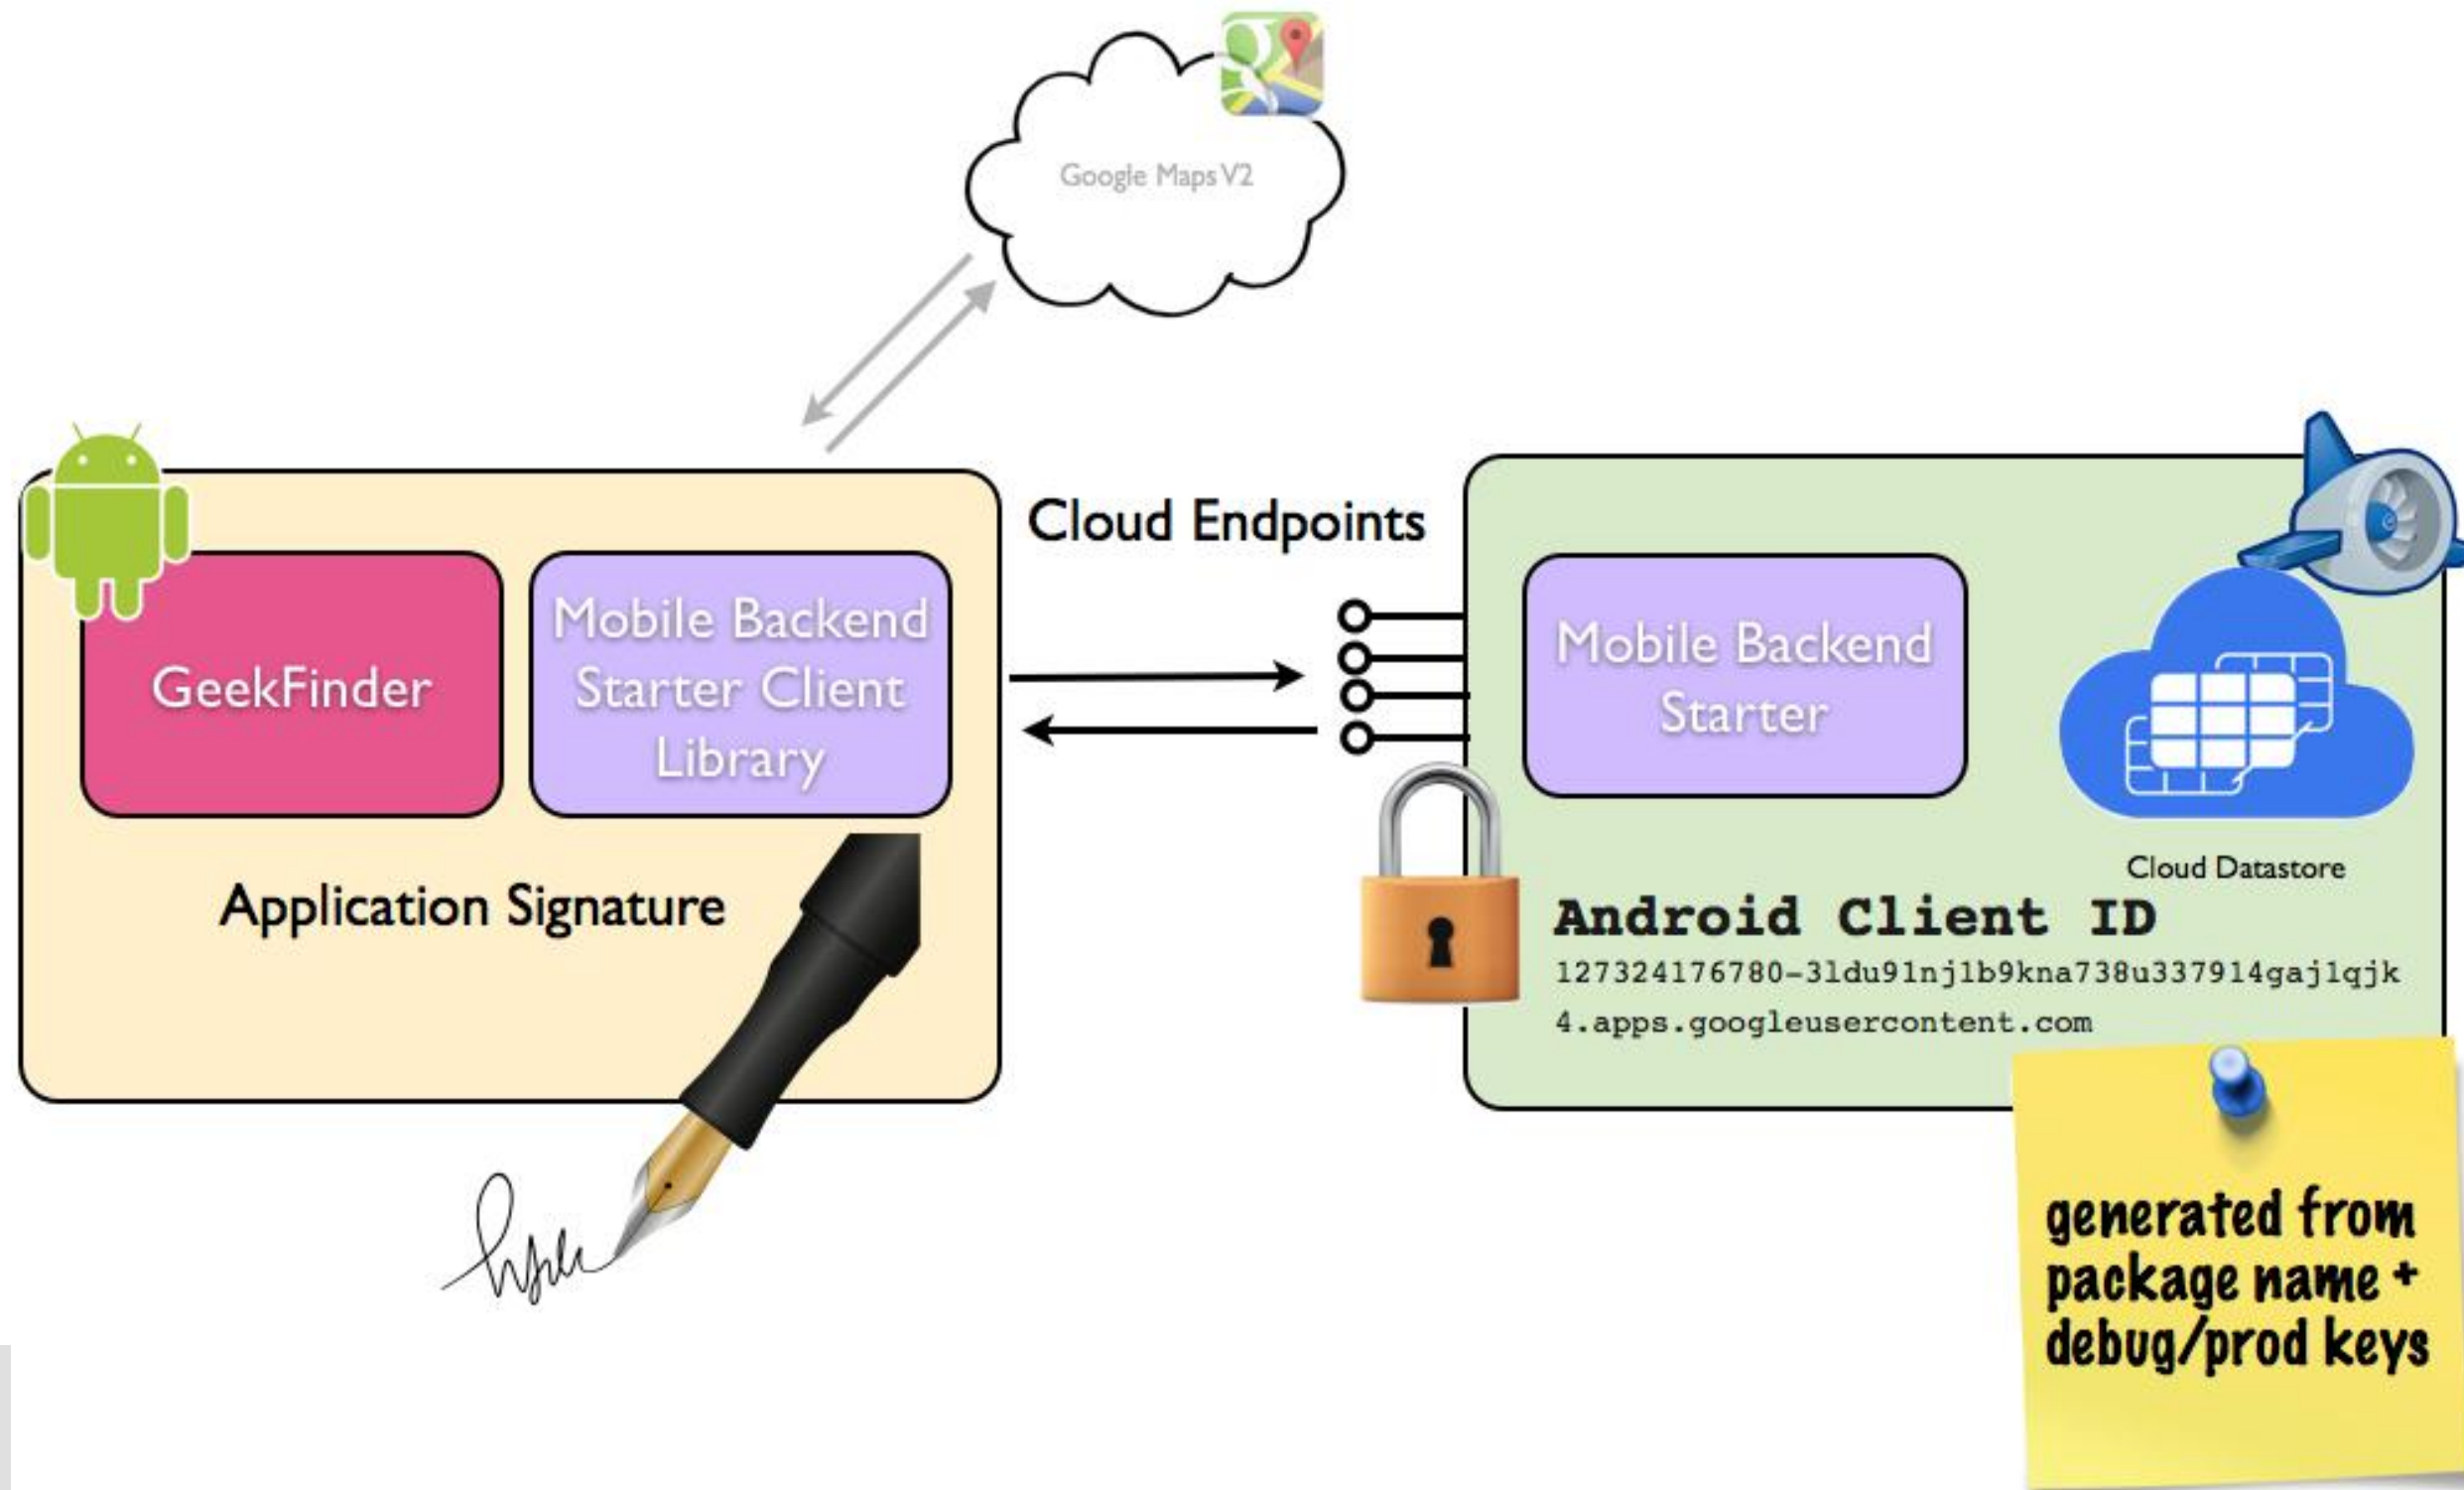 Google Maps V2
Cloud Endpoints
GeekFinder
Mobile Backend
Starter Client
Library
Application Signature
Mobile Backend
Starter
Cloud Datastore
Android Client ID
127324176780-3ldu91nj1b9kna738u337914gaj1qjk
4.apps.googleusercontent.com
generated from
package name +
debug/prod keys